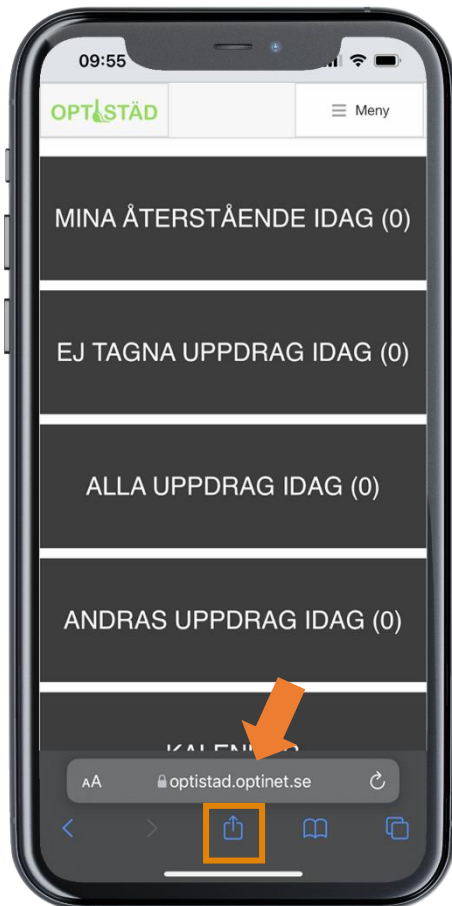 09:55
OPTISTÄD
Meny
MINA ÅTERSTÅENDE IDAG (0)
EJ TAGNA UPPDRAG IDAG (0)
ALLA UPPDRAG IDAG (0)
ANDRAS UPPDRAG IDAG (0)
KALENDER
AA
optistad.optinet.se